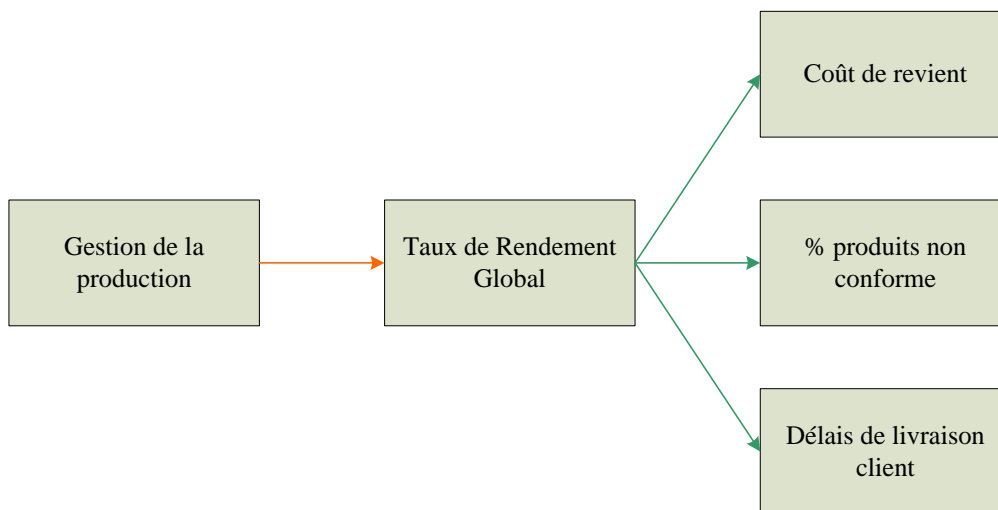 Coût de revient
Gestion de la
production
Taux de Rendement
Global
% produits non
conforme
Délais de livraison
client